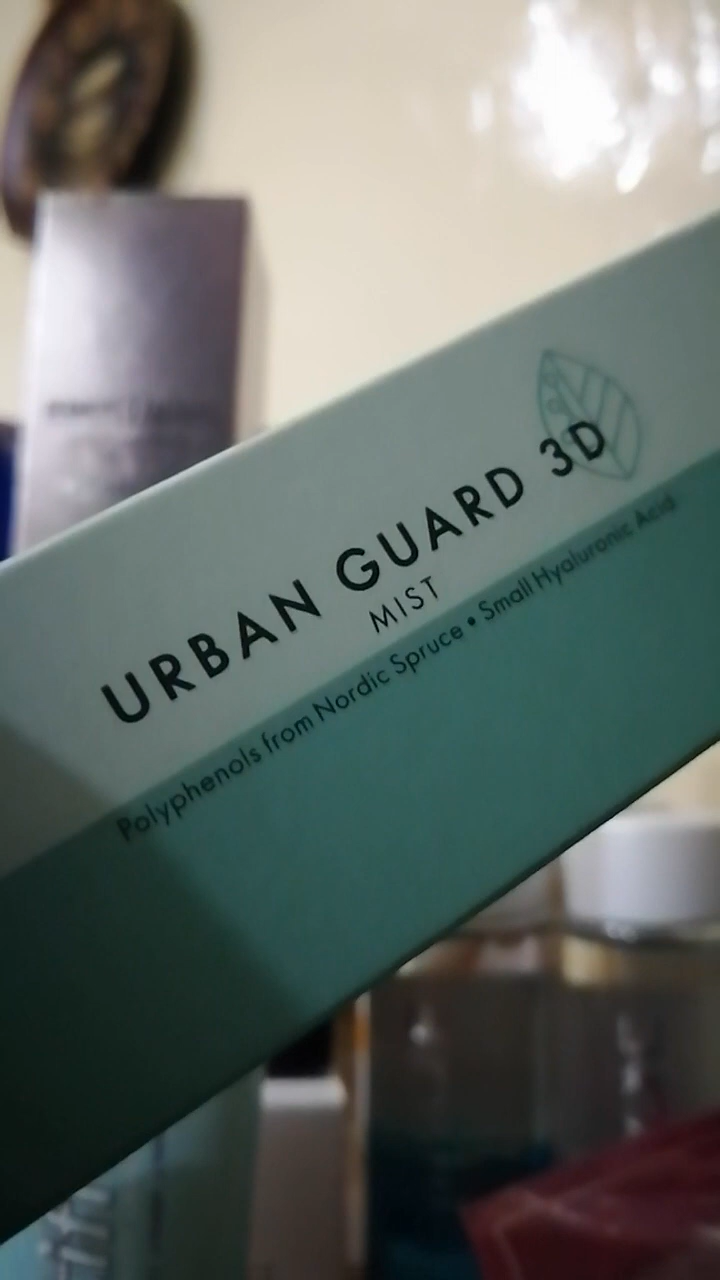 URBAN GUARD 3D
MIST
Polyphenols from Nordic Spruce • Small Hyaluronic Acid